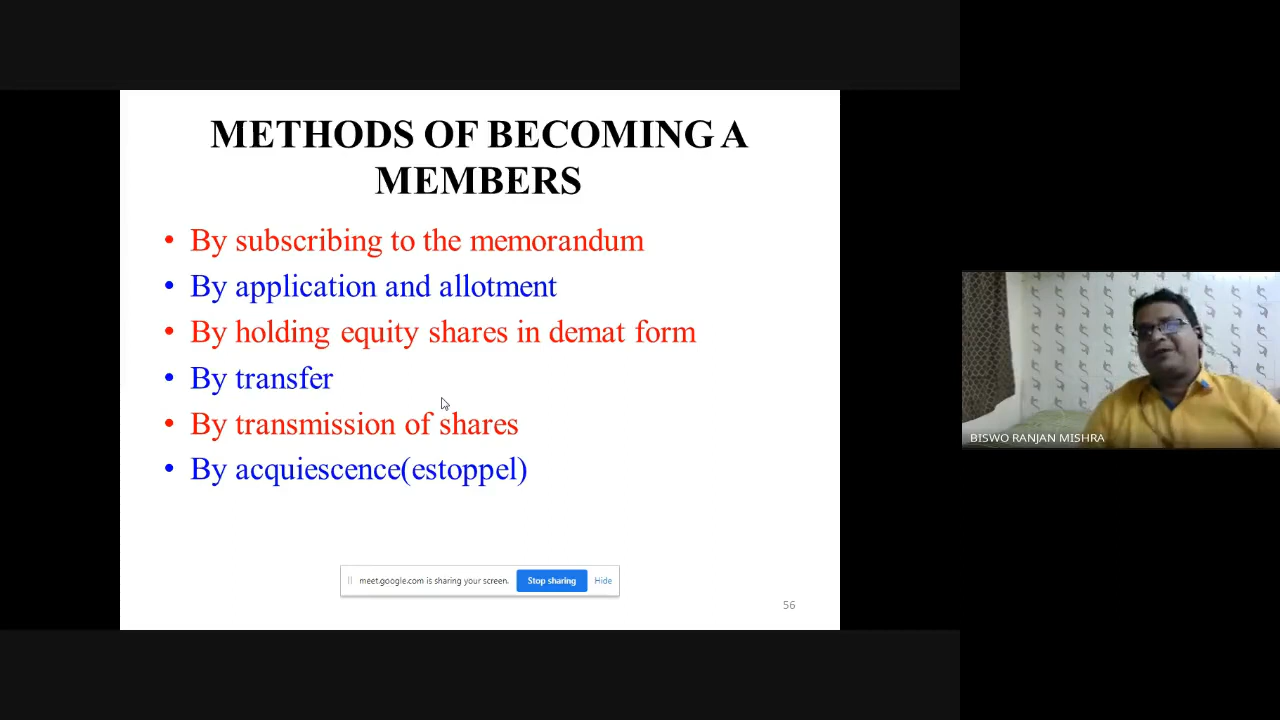 METHODS OF BECOMING A
MEMBERS
• By subscribing to the memorandum
• By application and allotment
• By holding equity shares in demat form
• By transfer
• By transmission of shares
• By acquiescence(estoppel)
meet.google.com is sharing your screen. Stop sharing Hide
56
BISWO RANJAN MISHRA